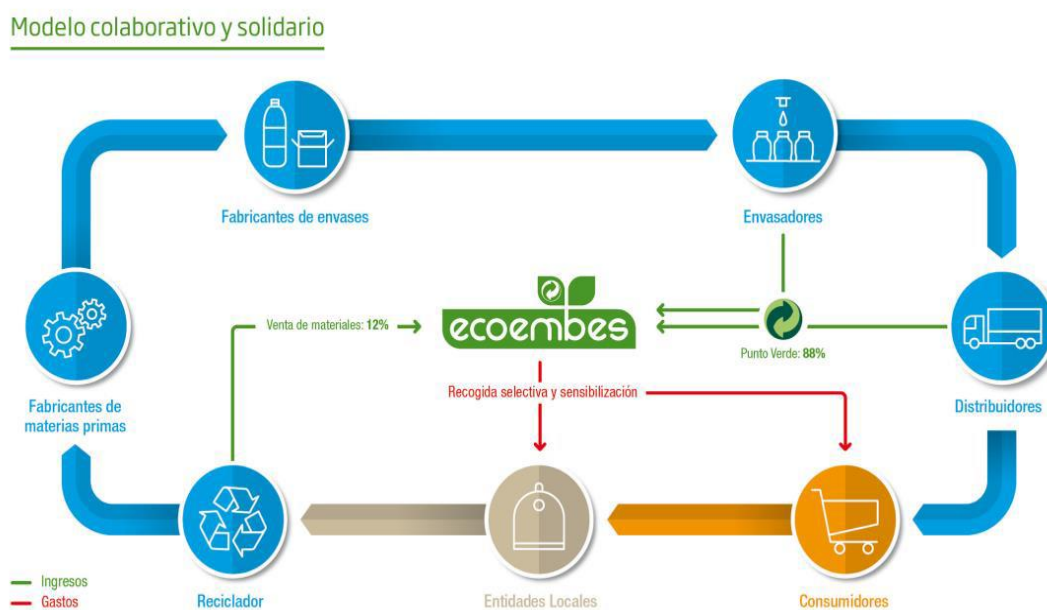 Modelo colaborativo y solidario
Fabricantes de envases
Envasadores
ecoembes
Venta de materiales: 12%
Punto Verde: 88%
Recogida selectiva y sensibilización
Fabricantes de
materias primas
Distribuidores
Ingresos
Gastos
Reciclador
Entidades Locales
Consumidores